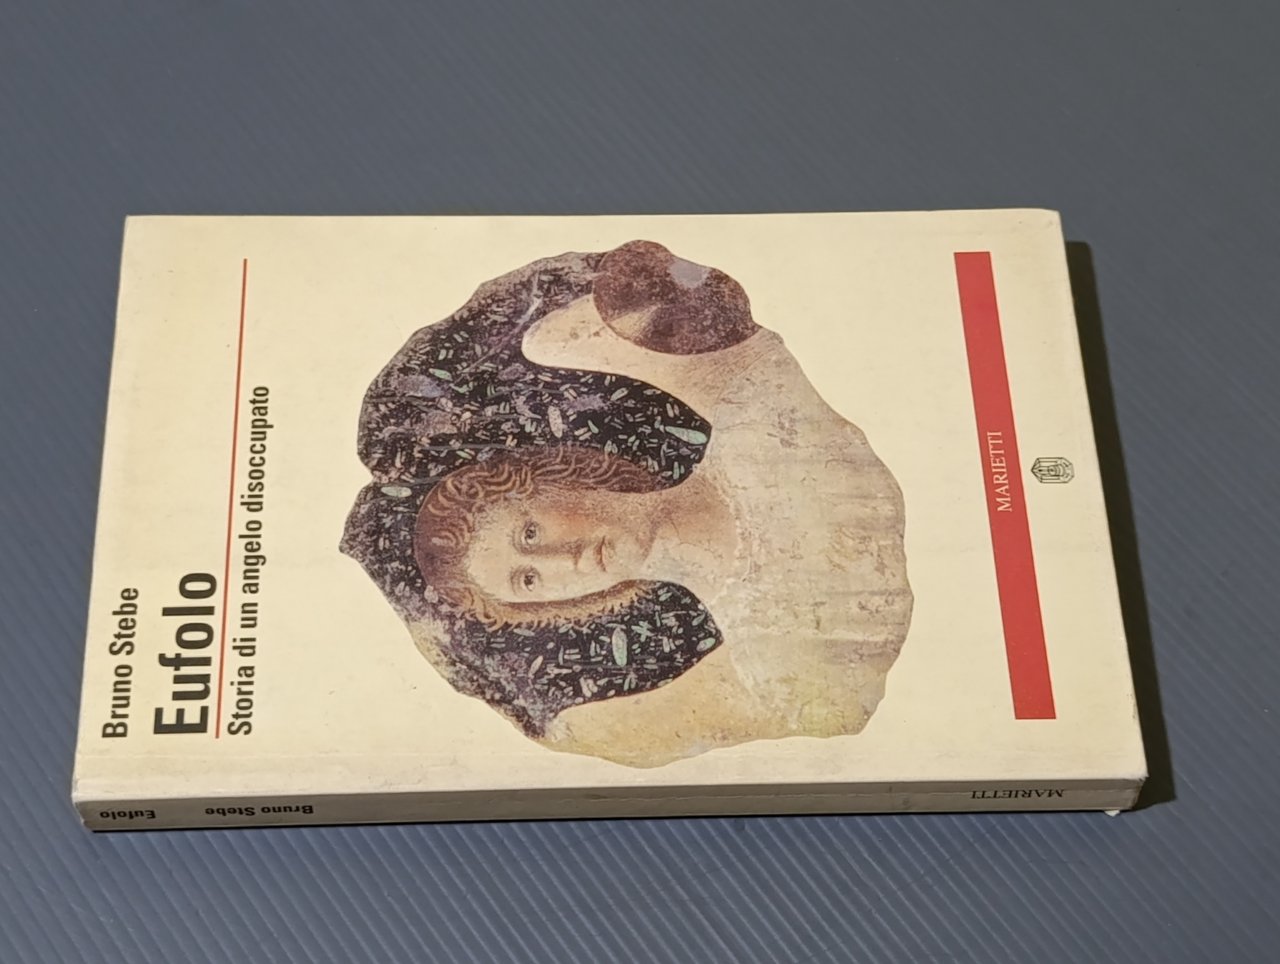 Bruno Stebe
Eufolo
Storia di un angelo disoccupato
MARIETTI
Eufolo
Bruno Stebe
MARIETTI